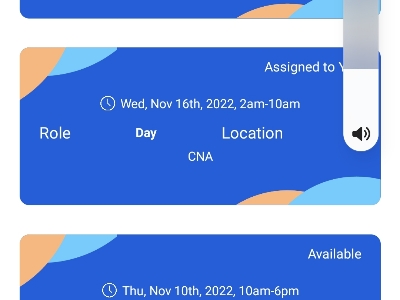 Assigned to
Wed, Nov 16th, 2022, 2am-10am
Role Day Location
CNA
Available
Thu, Nov 10th, 2022, 10am-6pm